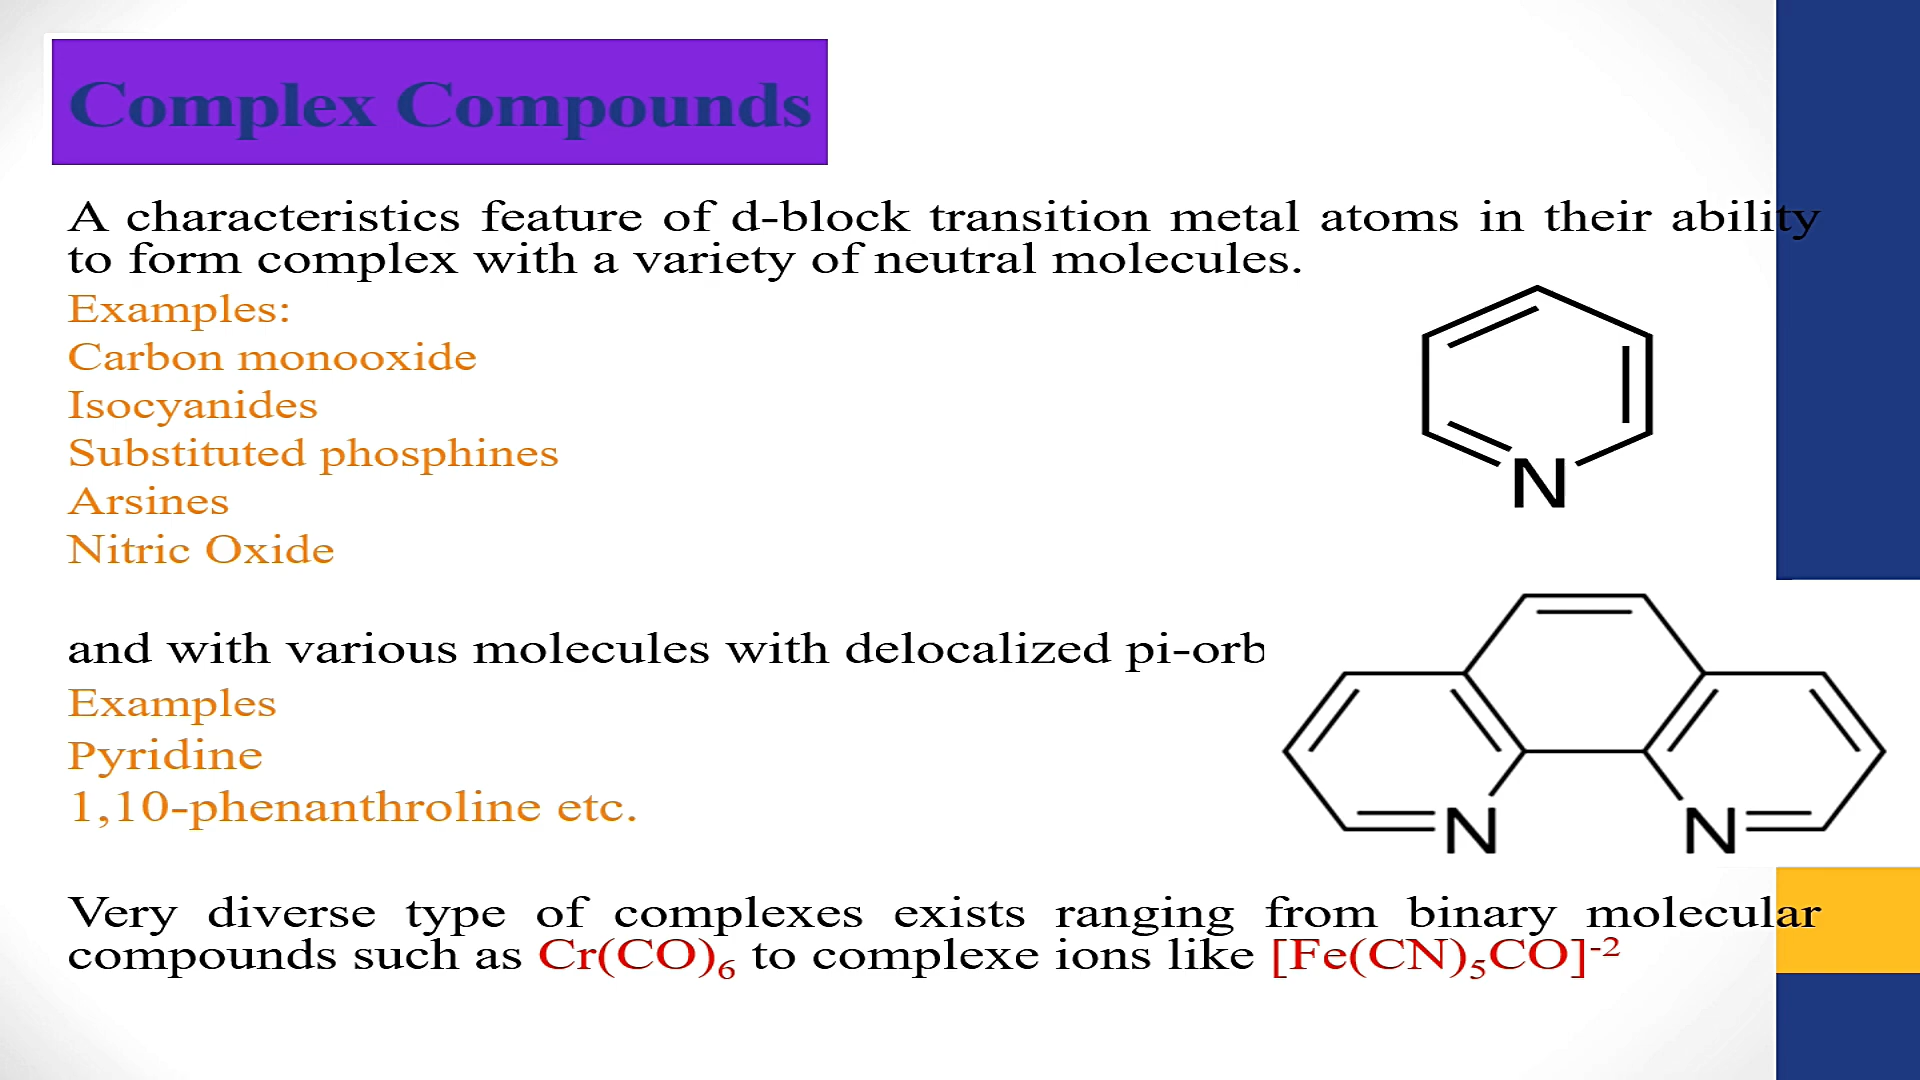 Complex Compounds
A characteristics feature of d-block transition metal atoms in their ability
to form complex with a variety of neutral molecules.
Examples:
Carbon monooxide
Isocyanides
Substituted phosphines
Arsines
Nitric Oxide
N
and with various molecules with delocalized pi-orb
Examples
Pyridine
1,10-phenanthroline etc.
N N
Very diverse type of complexes exists ranging from binary molecular
compounds such as Cr(CO)₆ to complexe ions like [Fe(CN)₅CO]⁻²